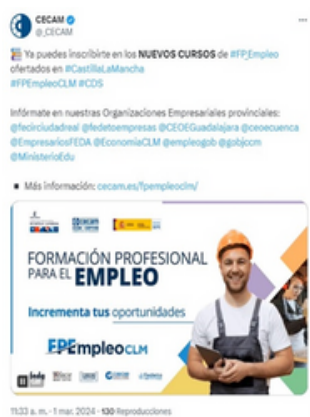 CECAM
@_CECAM
Ya puedes inscribirte en los NUEVOS CURSOS de #FP_Empleo
ofertados en #CastillaLaMancha
#FPEmpleoCLM #CDS
Infórmate en nuestras Organizaciones Empresariales provinciales:
@fecirciudadreal @fedetoempresas @CEOEGuadalajara @ceoecuenca
@EmpresariosFEDA @EconomiaCLM @empleogob @gobjccm
@MinisterioEdu
Más información: cecam.es/fpempleoclm/
cecam
FORMACIÓN PROFESIONAL
PARA EL EMPLEO
Incrementa tus oportunidades
FPEmpleoCLM
11:33 a. m. · 1 mar. 2024 · 130 Reproducciones